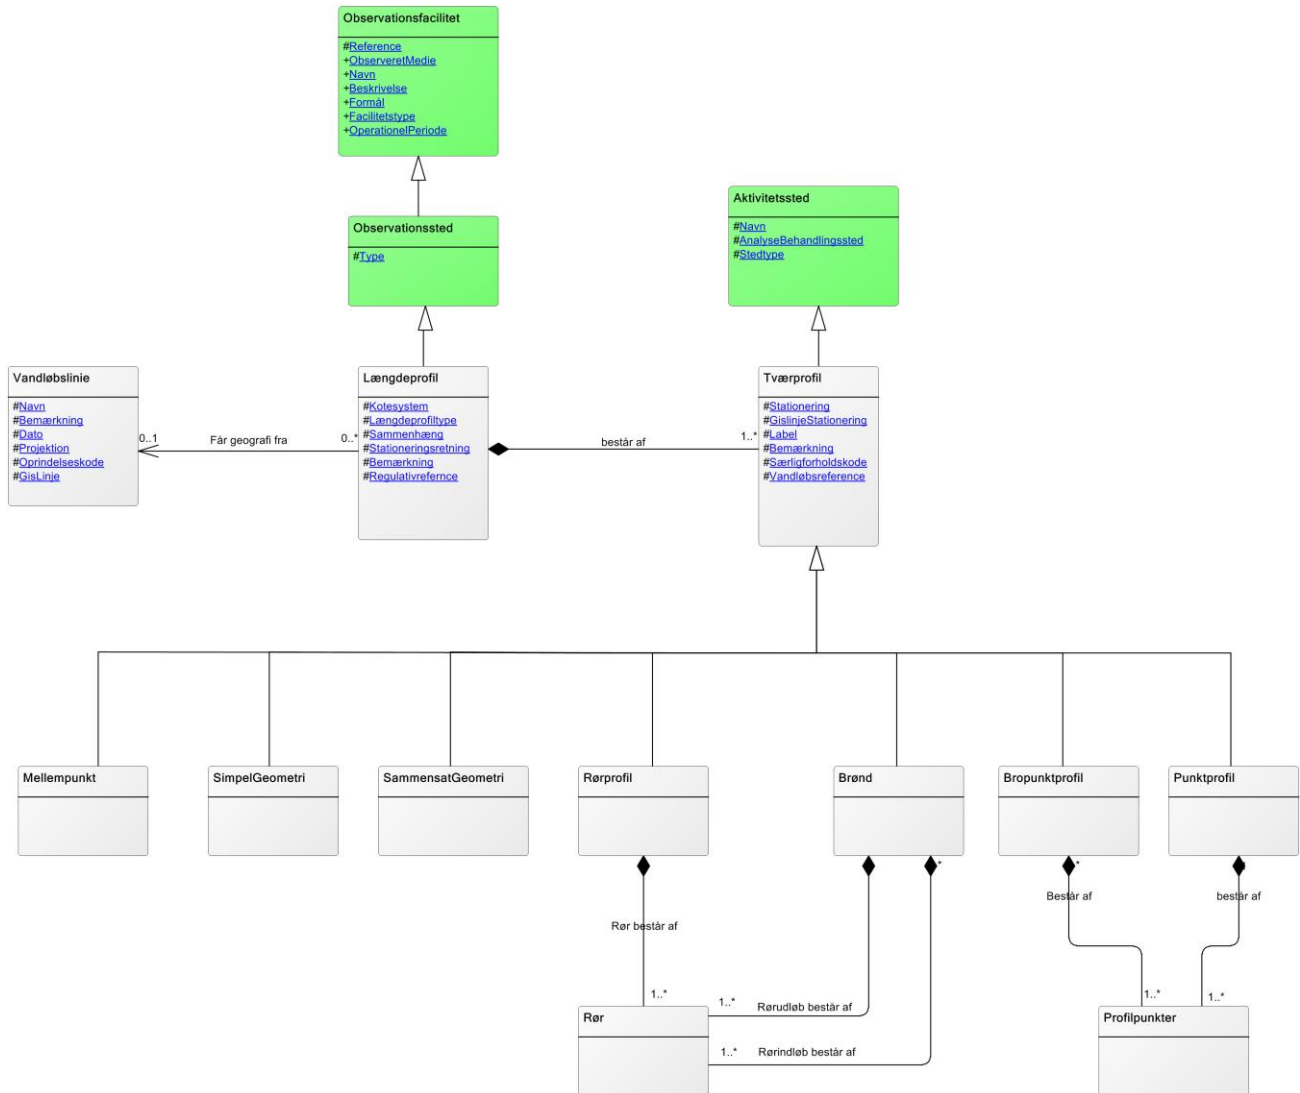 Observationsfacilitet
#Reference
+ObserveretMedie
+Navn
+Beskrivelse
+Formål
+Facilitetstype
+OperationelPeriode
Observationssted
#Type
Aktivitetssted
#Navn
#AnalyseBehandlingssted
#Stedtype
Vandløbslinie
#Navn
#Bemærkning
#Dato
#Projektion
#Oprindelseskode
#GisLinje
0..1
Får geografi fra
0..*
Længdeprofil
#Kotesystem
#Længdeprofiltype
#Sammenhæng
#Stationeringsretning
#Bemærkning
#Regulativrefernce
består af
1..*
Tværprofil
#Stationering
#GislinjeStationering
#Label
#Bemærkning
#Særligforholdskode
#Vandløbsreference
Mellempunkt
SimpelGeometri
SammensatGeometri
Rørprofil
Brønd
Bropunktprofil
Punktprofil
*
*
Består af
består af
Rør består af
1..*
1..*
Rørudløb består af
1..*
1..*
Rør
1..*
Rørindløb består af
Profilpunkter